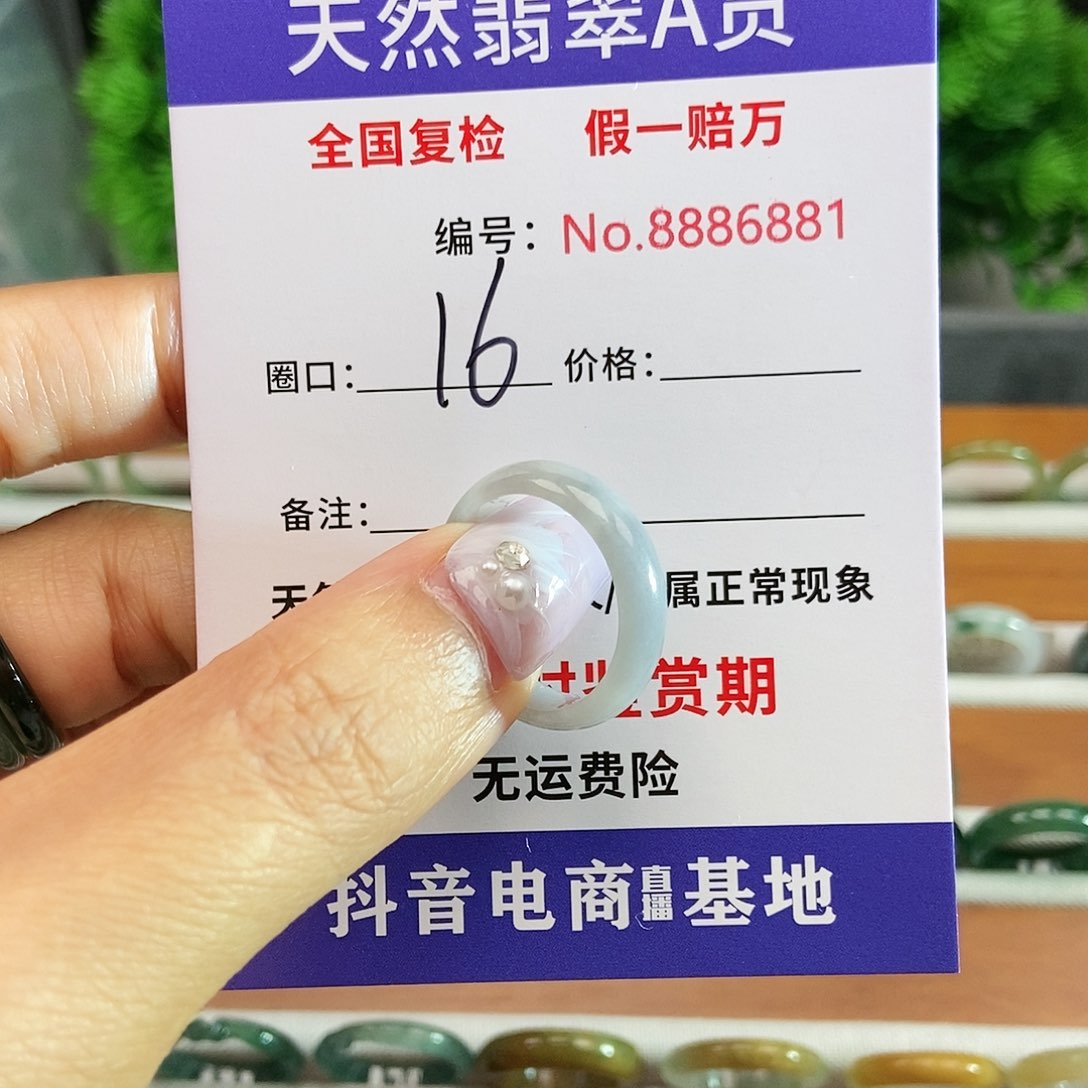 天然翡翠A货
全国复检 假一赔万
编号：No.8886881
圈口：16 价格：
备注：
天 属正常现象
赏期
无运费险
抖音电商直播基地